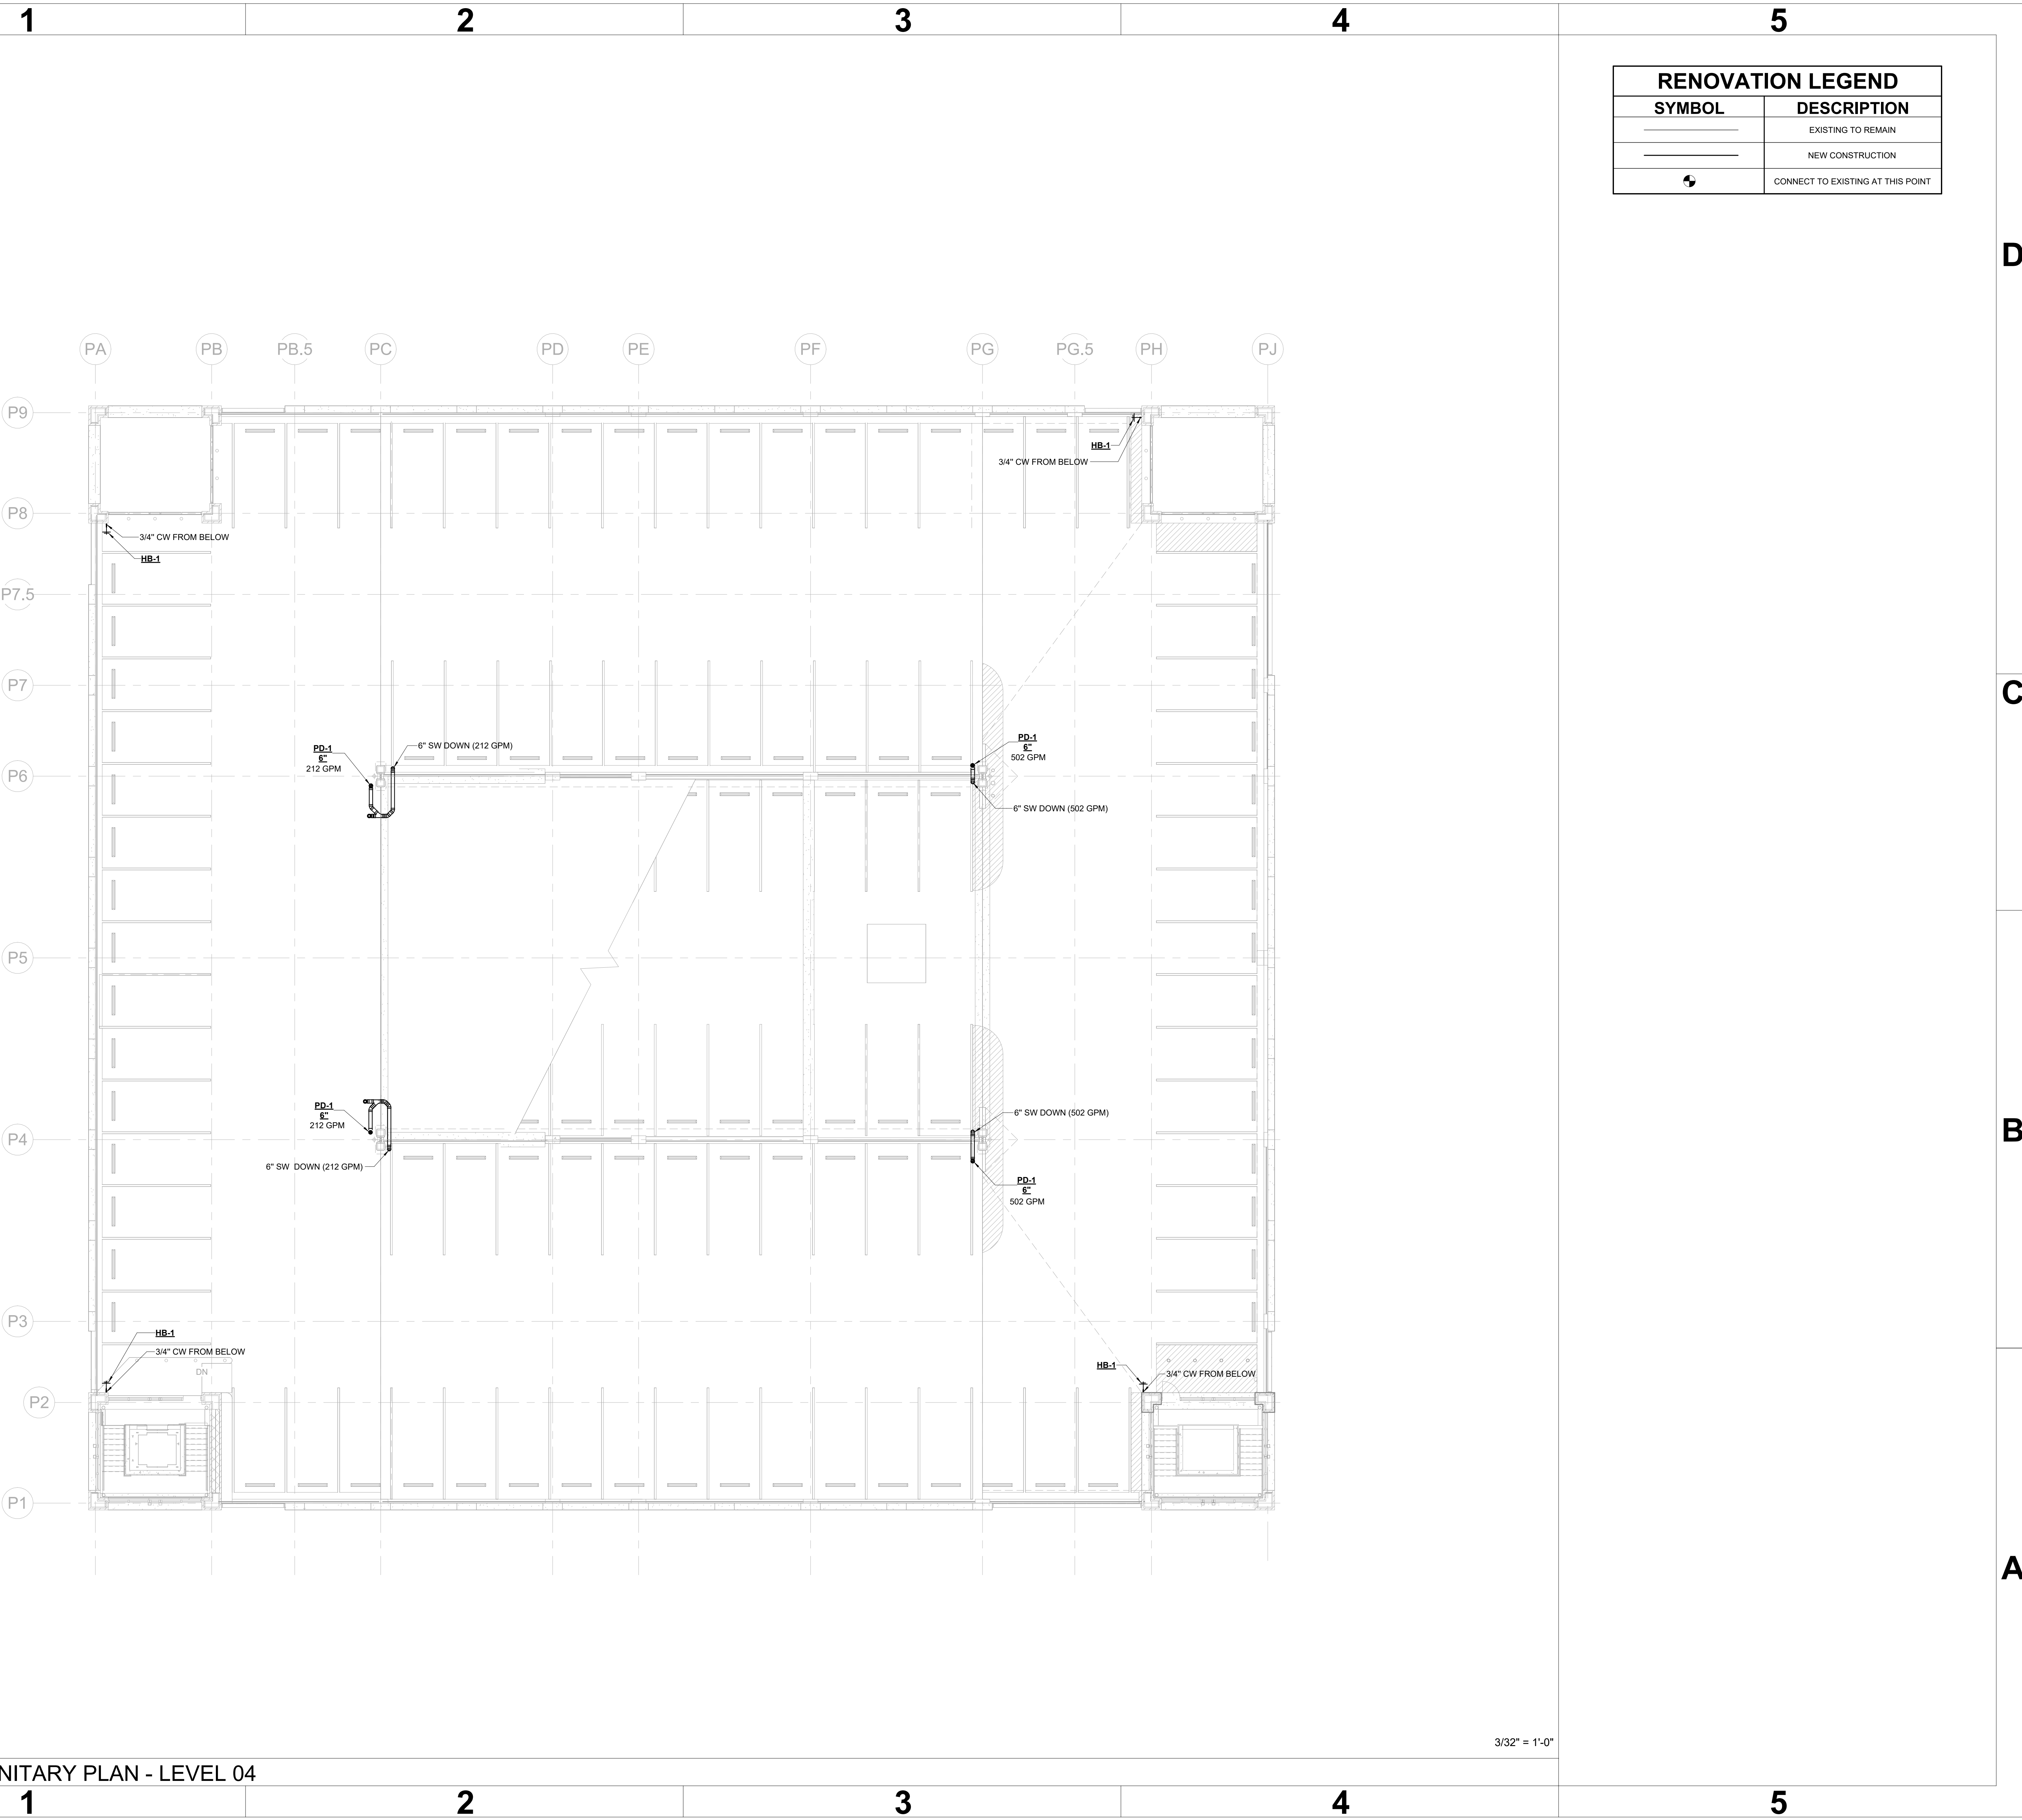 1 2 3 4 5
RENOVATION LEGEND
SYMBOL DESCRIPTION
EXISTING TO REMAIN
NEW CONSTRUCTION
CONNECT TO EXISTING AT THIS POINT
D
PA PB PB.5 PC PD PE PF PG PG.5 PH PJ
P9
HB-1
3/4" CW FROM BELOW
P8
3/4" CW FROM BELOW
HB-1
P7.5
P7
C
PD-1
6"
212 GPM
6" SW DOWN (212 GPM)
PD-1
6"
502 GPM
P6
6" SW DOWN (502 GPM)
P5
PD-1
6"
212 GPM
6" SW DOWN (502 GPM)
B
P4
6" SW DOWN (212 GPM)
PD-1
6"
502 GPM
P3
HB-1
3/4" CW FROM BELOW
DN
HB-1
3/4" CW FROM BELOW
P2
P1
A
3/32" = 1'-0"
NITARY PLAN - LEVEL 04
1 2 3 4 5